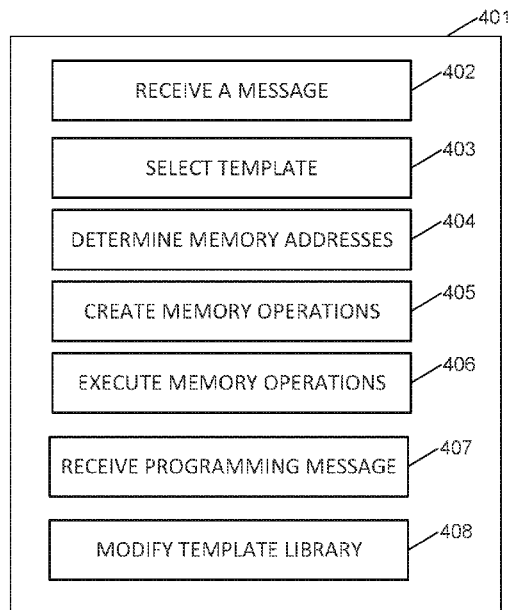 401
RECEIVE A MESSAGE
402
SELECT TEMPLATE
403
DETERMINE MEMORY ADDRESSES
404
CREATE MEMORY OPERATIONS
405
EXECUTE MEMORY OPERATIONS
406
RECEIVE PROGRAMMING MESSAGE
407
MODIFY TEMPLATE LIBRARY
408